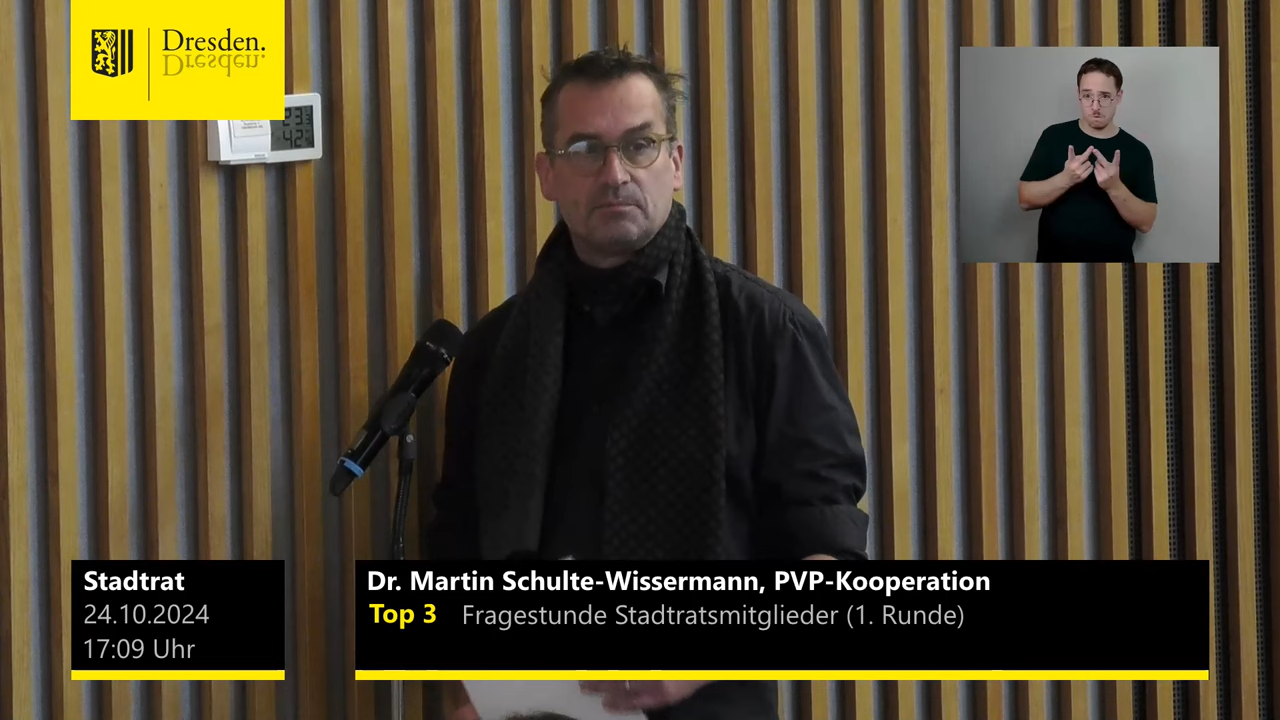 Dresden.
Dresden.
Stadtrat
24.10.2024
17:09 Uhr
Dr. Martin Schulte-Wissermann, PVP-Kooperation
Top 3 Fragestunde Stadtratsmitglieder (1. Runde)